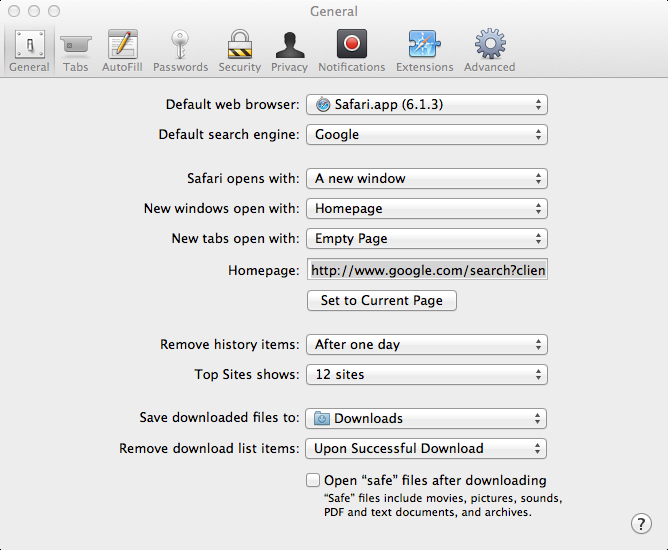 General
General Tabs AutoFill Passwords Security Privacy Notifications Extensions Advanced
Default web browser: Safari.app (6.1.3)
Default search engine: Google
Safari opens with: A new window
New windows open with: Homepage
New tabs open with: Empty Page
Homepage: http://www.google.com/search?clien
Set to Current Page
Remove history items: After one day
Top Sites shows: 12 sites
Save downloaded files to: Downloads
Remove download list items: Upon Successful Download
Open “safe” files after downloading
“Safe” files include movies, pictures, sounds,
PDF and text documents, and archives.
?